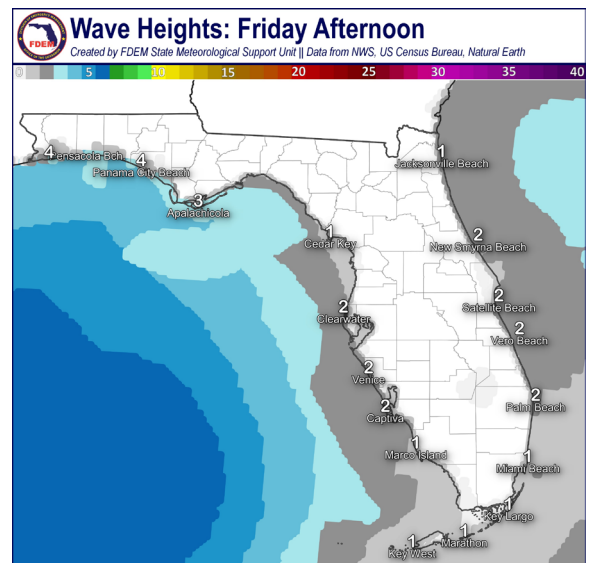 FDEM
Wave Heights: Friday Afternoon
Created by FDEM State Meteorological Support Unit || Data from NWS, US Census Bureau, Natural Earth
0 5 10 15 20 25 30 35 40
4
Pensacola Bch
4
Panama City Beach
1
Jacksonville Beach
3
Apalachicola
1
Cedar Key
2
New Smyrna Beach
2
Satellite Beach
2
Clearwater
2
Vero Beach
2
Venice
2
Captiva
2
Palm Beach
1
Marco Island
1
Miami Beach
1
Key Largo
1
Marathon
1
Key West